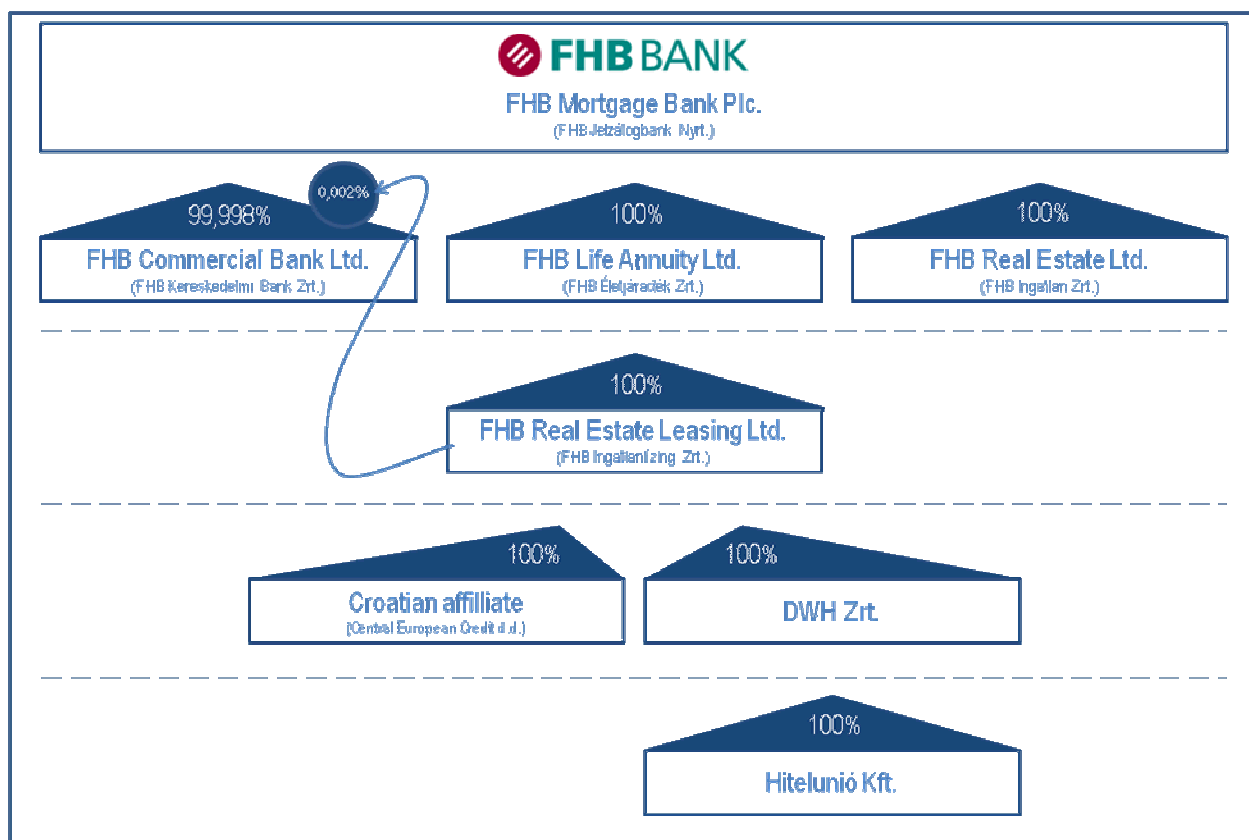 FHB BANK
FHB Mortgage Bank Plc.
(FHB Jelzálogbank Nyrt.)
0,002%
99,998%
100%
100%
FHB Commercial Bank Ltd.
FHB Life Annuity Ltd.
FHB Real Estate Ltd.
(FHB Kereskedelmi Bank Zrt.)
(FHB Életjáradék Zrt.)
(FHB Ingatlan Zrt.)
100%
FHB Real Estate Leasing Ltd.
(FHB Ingatlanlízing Zrt.)
100%
100%
Croatian affilliate
(Central European Credit d.d.)
DWH Zrt.
100%
Hitelunió Kft.